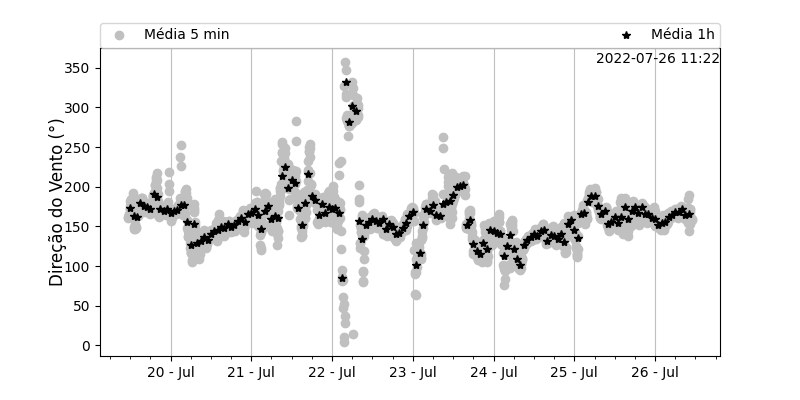 Média 5 min
Média 1h
2022-07-26 11:22
Direção do Vento (°)
350
300
250
200
150
100
50
0
20 - Jul
21 - Jul
22 - Jul
23 - Jul
24 - Jul
25 - Jul
26 - Jul